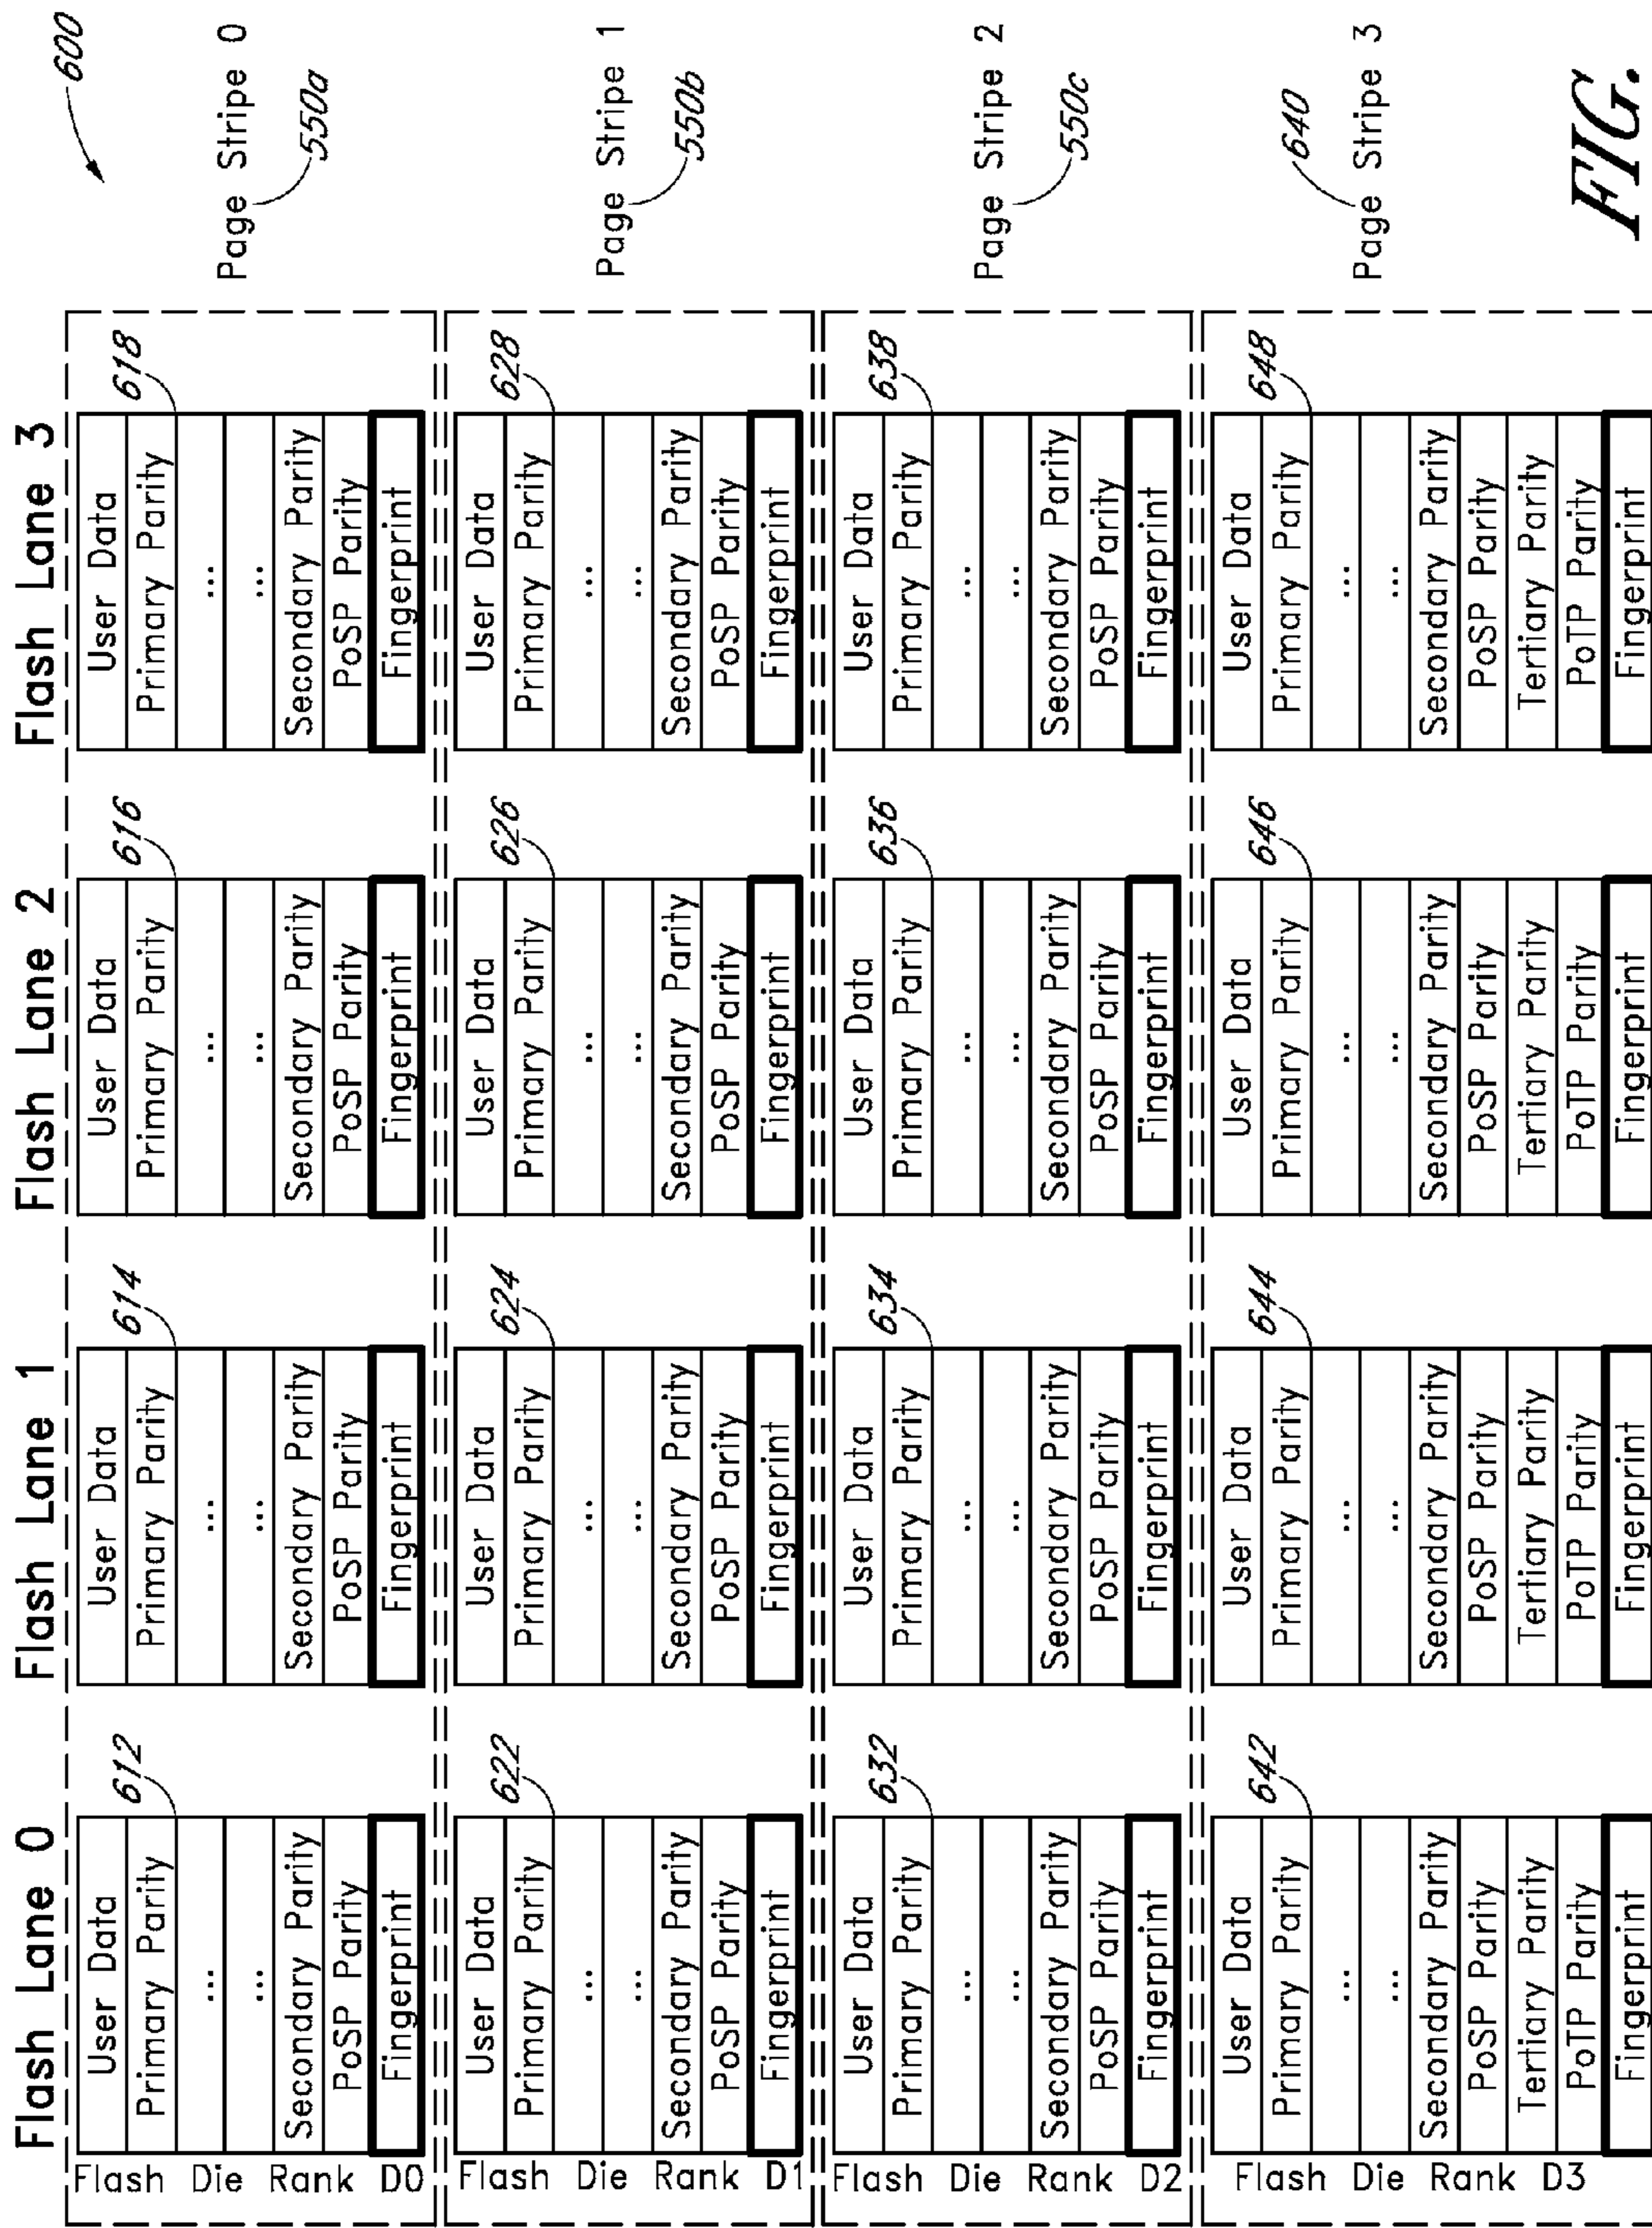 Flash Lane 0 Flash Lane 1 Flash Lane 2 Flash Lane 3
600
Flash Die Rank D0
612 614 616 618
User Data User Data User Data User Data
Primary Parity Primary Parity Primary Parity Primary Parity
... ... ... ...
... ... ... ...
Secondary Parity Secondary Parity Secondary Parity Secondary Parity
PoSP Parity PoSP Parity PoSP Parity PoSP Parity
Fingerprint Fingerprint Fingerprint Fingerprint
Page Stripe 0
550a
Flash Die Rank D1
622 624 626 628
User Data User Data User Data User Data
Primary Parity Primary Parity Primary Parity Primary Parity
... ... ... ...
... ... ... ...
Secondary Parity Secondary Parity Secondary Parity Secondary Parity
PoSP Parity PoSP Parity PoSP Parity PoSP Parity
Fingerprint Fingerprint Fingerprint Fingerprint
Page Stripe 1
550b
Flash Die Rank D2
632 634 636 638
User Data User Data User Data User Data
Primary Parity Primary Parity Primary Parity Primary Parity
... ... ... ...
... ... ... ...
Secondary Parity Secondary Parity Secondary Parity Secondary Parity
PoSP Parity PoSP Parity PoSP Parity PoSP Parity
Fingerprint Fingerprint Fingerprint Fingerprint
Page Stripe 2
550c
Flash Die Rank D3
642 644 646 648
User Data User Data User Data User Data
Primary Parity Primary Parity Primary Parity Primary Parity
... ... ... ...
... ... ... ...
Secondary Parity Secondary Parity Secondary Parity Secondary Parity
PoSP Parity PoSP Parity PoSP Parity PoSP Parity
Tertiary Parity Tertiary Parity Tertiary Parity Tertiary Parity
PoTP Parity PoTP Parity PoTP Parity PoTP Parity
Fingerprint Fingerprint Fingerprint Fingerprint
640
Page Stripe 3
FIG.